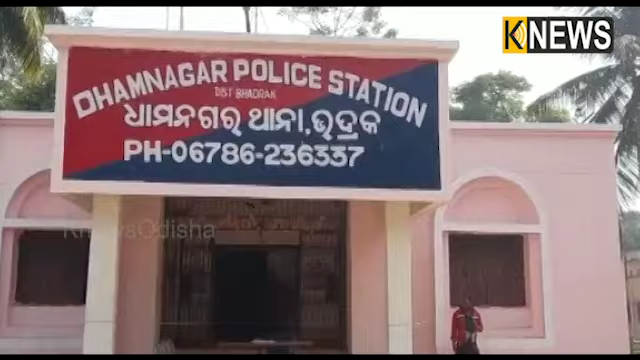 KNEWS
DHAMNAGAR POLICE STATION
DIST BHADRAK
ଧାମନଗର ଥାନା, ଭଦ୍ରକ
PH-06786-236337
KNewsOdisha